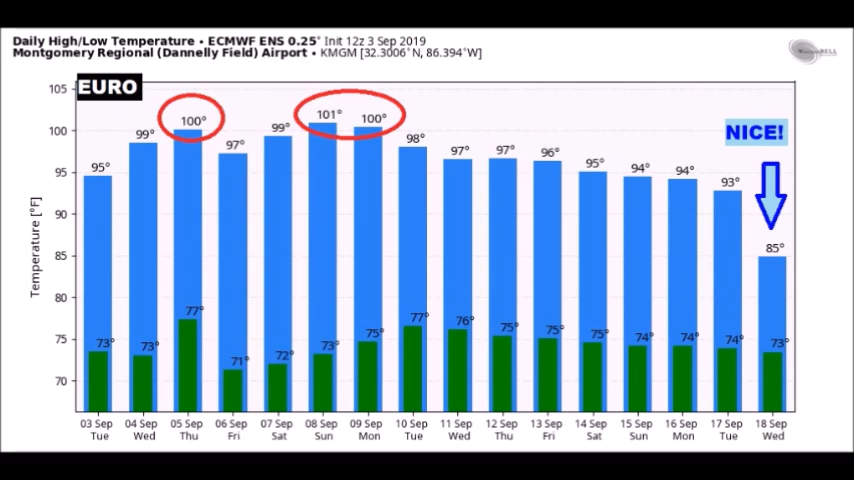 Daily High/Low Temperature • ECMWF ENS 0.25° Init 12z 3 Sep 2019
Montgomery Regional (Dannelly Field) Airport • KMGM [32.3006°N, 86.394°W]
EURO
NICE!
Temperature [°F]
105
100
95
90
85
80
75
70
95° 99° 100° 97° 99° 101° 100° 98° 97° 97° 96° 95° 94° 94° 93° 85°
73° 73° 77° 71° 72° 73° 75° 77° 76° 75° 75° 75° 74° 74° 74° 73°
03 Sep 04 Sep 05 Sep 06 Sep 07 Sep 08 Sep 09 Sep 10 Sep 11 Sep 12 Sep 13 Sep 14 Sep 15 Sep 16 Sep 17 Sep 18 Sep
Tue Wed Thu Fri Sat Sun Mon Tue Wed Thu Fri Sat Sun Mon Tue Wed